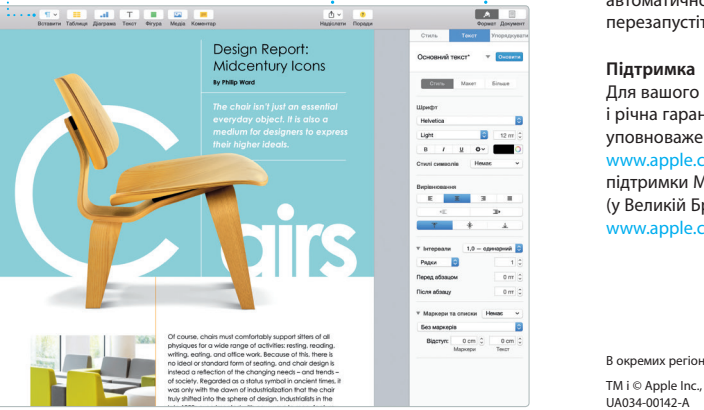 Вставити Таблиця Діаграма Текст Фігура Медіа Коментар
Надіслати Поради
Формат Документ
Design Report:
Midcentury Icons
By Philip Ward
The chair isn't just an essential
everyday object. It is also a
medium for designers to express
their higher ideals.
Chairs
Of course, chairs must comfortably support sitters of all
physiques for a wide range of activities: resting, reading,
writing, eating, and office work. Because of this, there is
no ideal or standard form of seating, and chair design is
instead a reflection of the changing needs – and trends –
of society. Regarded as a status symbol in ancient times, it
was only with the dawn of industrialization that the chair
truly shifted into the sphere of design. Industrialists in the
Стиль Текст Упорядкувати
Основний текст* Оновити
Стиль Макет Більше
Шрифт
Helvetica
Light 12 пт
B I U
Стилі символів Немає
Вирівнювання
Інтервали 1,0 – одинарний
Рядки 1
Перед абзацом 0 пт
Після абзацу 0 пт
Маркери та списки Немає
Без маркерів
Відступ: 0 cm 0 cm
Маркери Текст
автоматично
перезапустіт
Підтримка
Для вашого
і річна гаран
уповноваже
www.apple.c
підтримки M
(у Великій Бр
www.apple.c
В окремих регіон
TM і © Apple Inc.,
UA034-00142-A